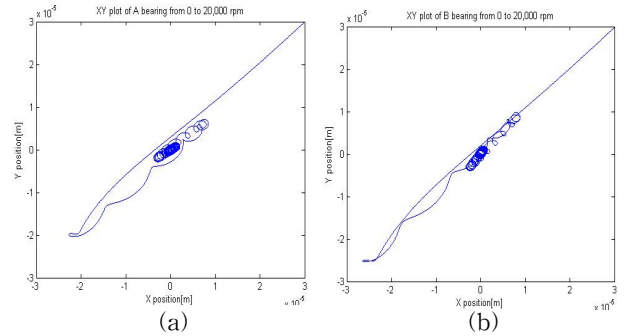 XY plot of A bearing from 0 to 20,000 rpm
x 10⁻⁵
3
2
1
0
-1
-2
-3
Y position[m]
-3
-2
-1
0
1
2
3
X position[m]
x 10⁻⁵
(a)
XY plot of B bearing from 0 to 20,000 rpm
x 10⁻⁵
3
2
1
0
-1
-2
-3
Y position[m]
-3
-2
-1
0
1
2
3
X position[m]
x 10⁻⁵
(b)